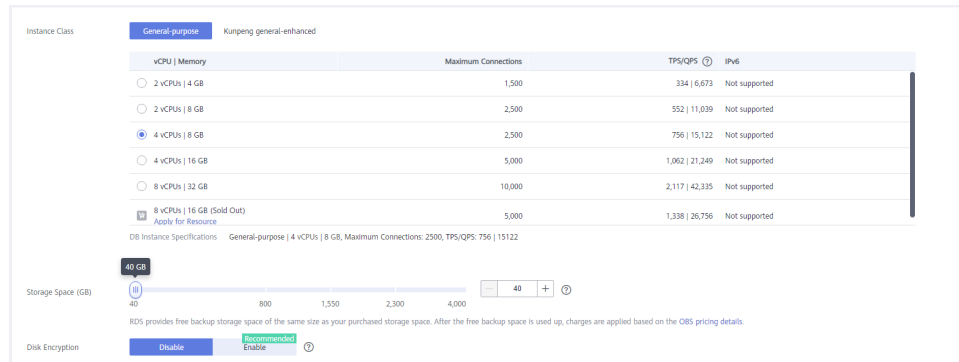 Instance Class General-purpose Kunpeng general-enhanced
vCPU | Memory Maximum Connections TPS/QPS ? IPv6
2 vCPUs | 4 GB 1,500 334 | 6,673 Not supported
2 vCPUs | 8 GB 2,500 552 | 11,039 Not supported
4 vCPUs | 8 GB 2,500 756 | 15,122 Not supported
4 vCPUs | 16 GB 5,000 1,062 | 21,249 Not supported
8 vCPUs | 32 GB 10,000 2,117 | 42,335 Not supported
8 vCPUs | 16 GB (Sold Out) 5,000 1,338 | 26,756 Not supported
Apply for Resource
DB Instance Specifications General-purpose | 4 vCPUs | 8 GB, Maximum Connections: 2500, TPS/QPS: 756 | 15122
40 GB
Storage Space (GB) — 40 + ?
40 800 1,550 2,300 4,000
RDS provides free backup storage space of the same size as your purchased storage space. After the free backup space is used up, charges are applied based on the OBS pricing details.
Recommended
Disk Encryption Disable Enable ?